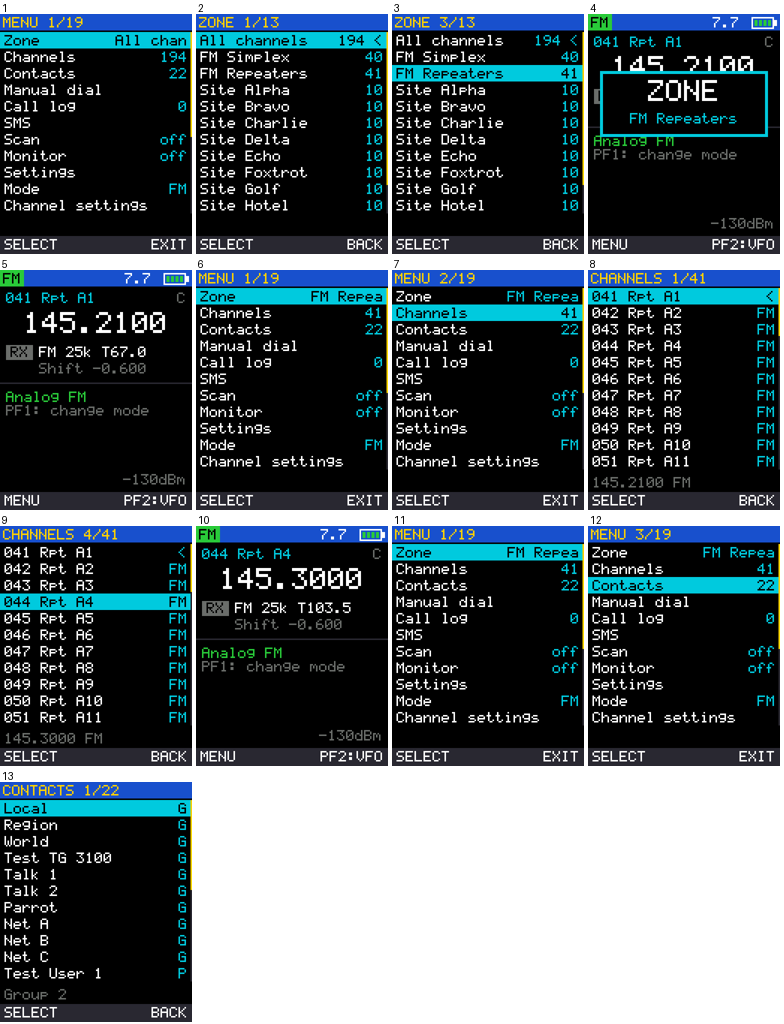 1
MENU 1/19
Zone All chan
Channels 194
Contacts 22
Manual dial
Call log 0
SMS
Scan off
Monitor off
Settings
Mode FM
Channel settings
SELECT EXIT
2
ZONE 1/13
All channels 194 <
FM Simplex 40
FM Repeaters 41
Site Alpha 10
Site Bravo 10
Site Charlie 10
Site Delta 10
Site Echo 10
Site Foxtrot 10
Site Golf 10
Site Hotel 10
SELECT BACK
3
ZONE 3/13
All channels 194 <
FM Simplex 40
FM Repeaters 41
Site Alpha 10
Site Bravo 10
Site Charlie 10
Site Delta 10
Site Echo 10
Site Foxtrot 10
Site Golf 10
Site Hotel 10
SELECT BACK
4
FM 7.7
041 Rpt A1 C
145.2100
ZONE
FM Repeaters
Analog FM
PF1: change mode
-130dBm
MENU PF2:VFO
5
FM 7.7
041 Rpt A1 C
145.2100
RX FM 25k T67.0
Shift -0.600
Analog FM
PF1: change mode
-130dBm
MENU PF2:VFO
6
MENU 1/19
Zone FM Repea
Channels 41
Contacts 22
Manual dial
Call log 0
SMS
Scan off
Monitor off
Settings
Mode FM
Channel settings
SELECT EXIT
7
MENU 2/19
Zone FM Repea
Channels 41
Contacts 22
Manual dial
Call log 0
SMS
Scan off
Monitor off
Settings
Mode FM
Channel settings
SELECT EXIT
8
CHANNELS 1/41
041 Rpt A1 <
042 Rpt A2 FM
043 Rpt A3 FM
044 Rpt A4 FM
045 Rpt A5 FM
046 Rpt A6 FM
047 Rpt A7 FM
048 Rpt A8 FM
049 Rpt A9 FM
050 Rpt A10 FM
051 Rpt A11 FM
145.2100 FM
SELECT BACK
9
CHANNELS 4/41
041 Rpt A1 <
042 Rpt A2 FM
043 Rpt A3 FM
044 Rpt A4 FM
045 Rpt A5 FM
046 Rpt A6 FM
047 Rpt A7 FM
048 Rpt A8 FM
049 Rpt A9 FM
050 Rpt A10 FM
051 Rpt A11 FM
145.3000 FM
SELECT BACK
10
FM 7.7
044 Rpt A4 C
145.3000
RX FM 25k T103.5
Shift -0.600
Analog FM
PF1: change mode
-130dBm
MENU PF2:VFO
11
MENU 1/19
Zone FM Repea
Channels 41
Contacts 22
Manual dial
Call log 0
SMS
Scan off
Monitor off
Settings
Mode FM
Channel settings
SELECT EXIT
12
MENU 3/19
Zone FM Repea
Channels 41
Contacts 22
Manual dial
Call log 0
SMS
Scan off
Monitor off
Settings
Mode FM
Channel settings
SELECT EXIT
13
CONTACTS 1/22
Local G
Region G
World G
Test TG 3100 G
Talk 1 G
Talk 2 G
Parrot G
Net A G
Net B G
Net C G
Test User 1 P
Group 2
SELECT BACK